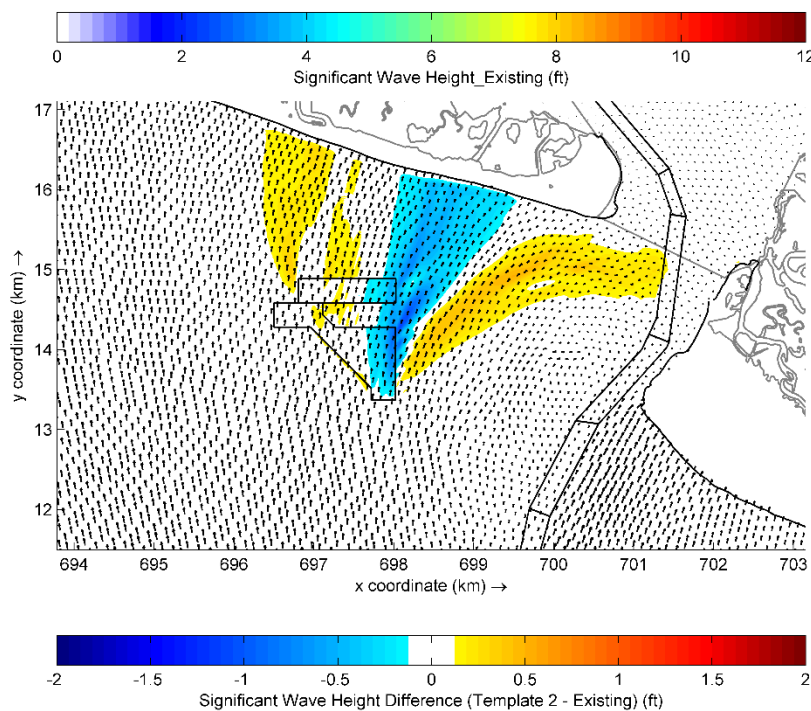 0 2 4 6 8 10 12
Significant Wave Height_Existing (ft)
17
16
15
14
13
12
y coordinate (km) →
694 695 696 697 698 699 700 701 702 703
x coordinate (km) →
-2 -1.5 -1 -0.5 0 0.5 1 1.5 2
Significant Wave Height Difference (Template 2 - Existing) (ft)